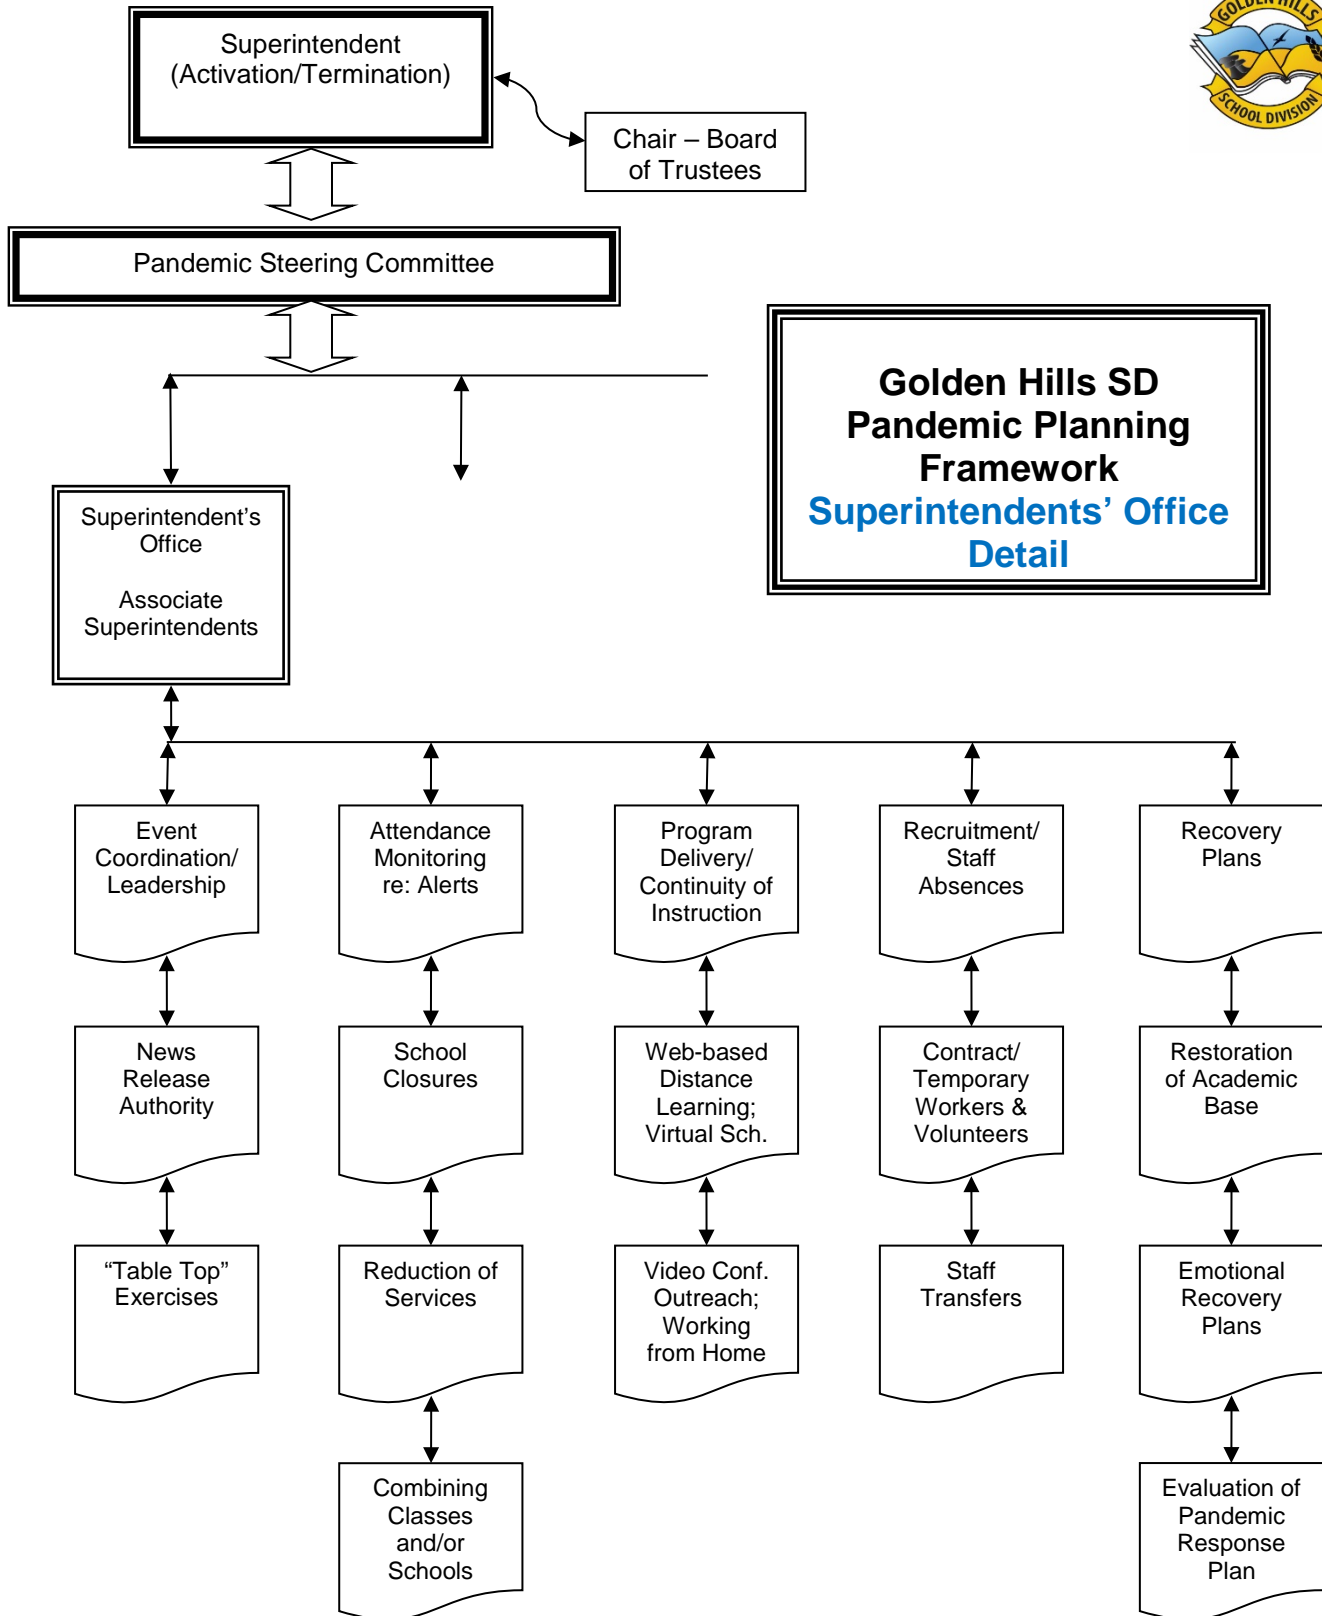 Superintendent
(Activation/Termination)
GOLDEN HILLS
SCHOOL DIVISION
Chair – Board
of Trustees
Pandemic Steering Committee
Golden Hills SD
Pandemic Planning
Framework
Superintendents’ Office
Detail
Superintendent’s
Office
Associate
Superintendents
Event
Coordination/
Leadership
Attendance
Monitoring
re: Alerts
Program
Delivery/
Continuity of
Instruction
Recruitment/
Staff
Absences
Recovery
Plans
News
Release
Authority
School
Closures
Web-based
Distance
Learning;
Virtual Sch.
Contract/
Temporary
Workers &
Volunteers
Restoration
of Academic
Base
“Table Top”
Exercises
Reduction of
Services
Video Conf.
Outreach;
Working
from Home
Staff
Transfers
Emotional
Recovery
Plans
Combining
Classes
and/or
Schools
Evaluation of
Pandemic
Response
Plan